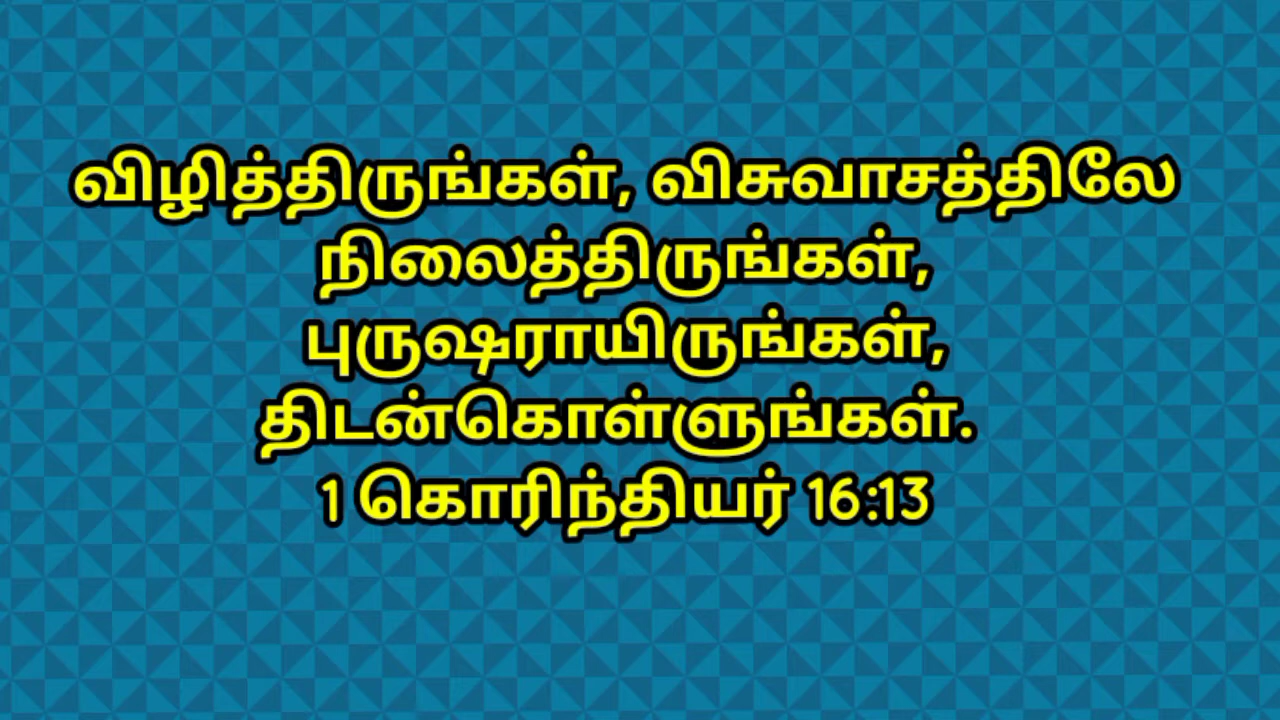 விழித்திருங்கள், விசுவாசத்திலே
நிலைத்திருங்கள்,
புருஷராயிருங்கள்,
திடன்கொள்ளுங்கள்.
1 கொரிந்தியர் 16:13